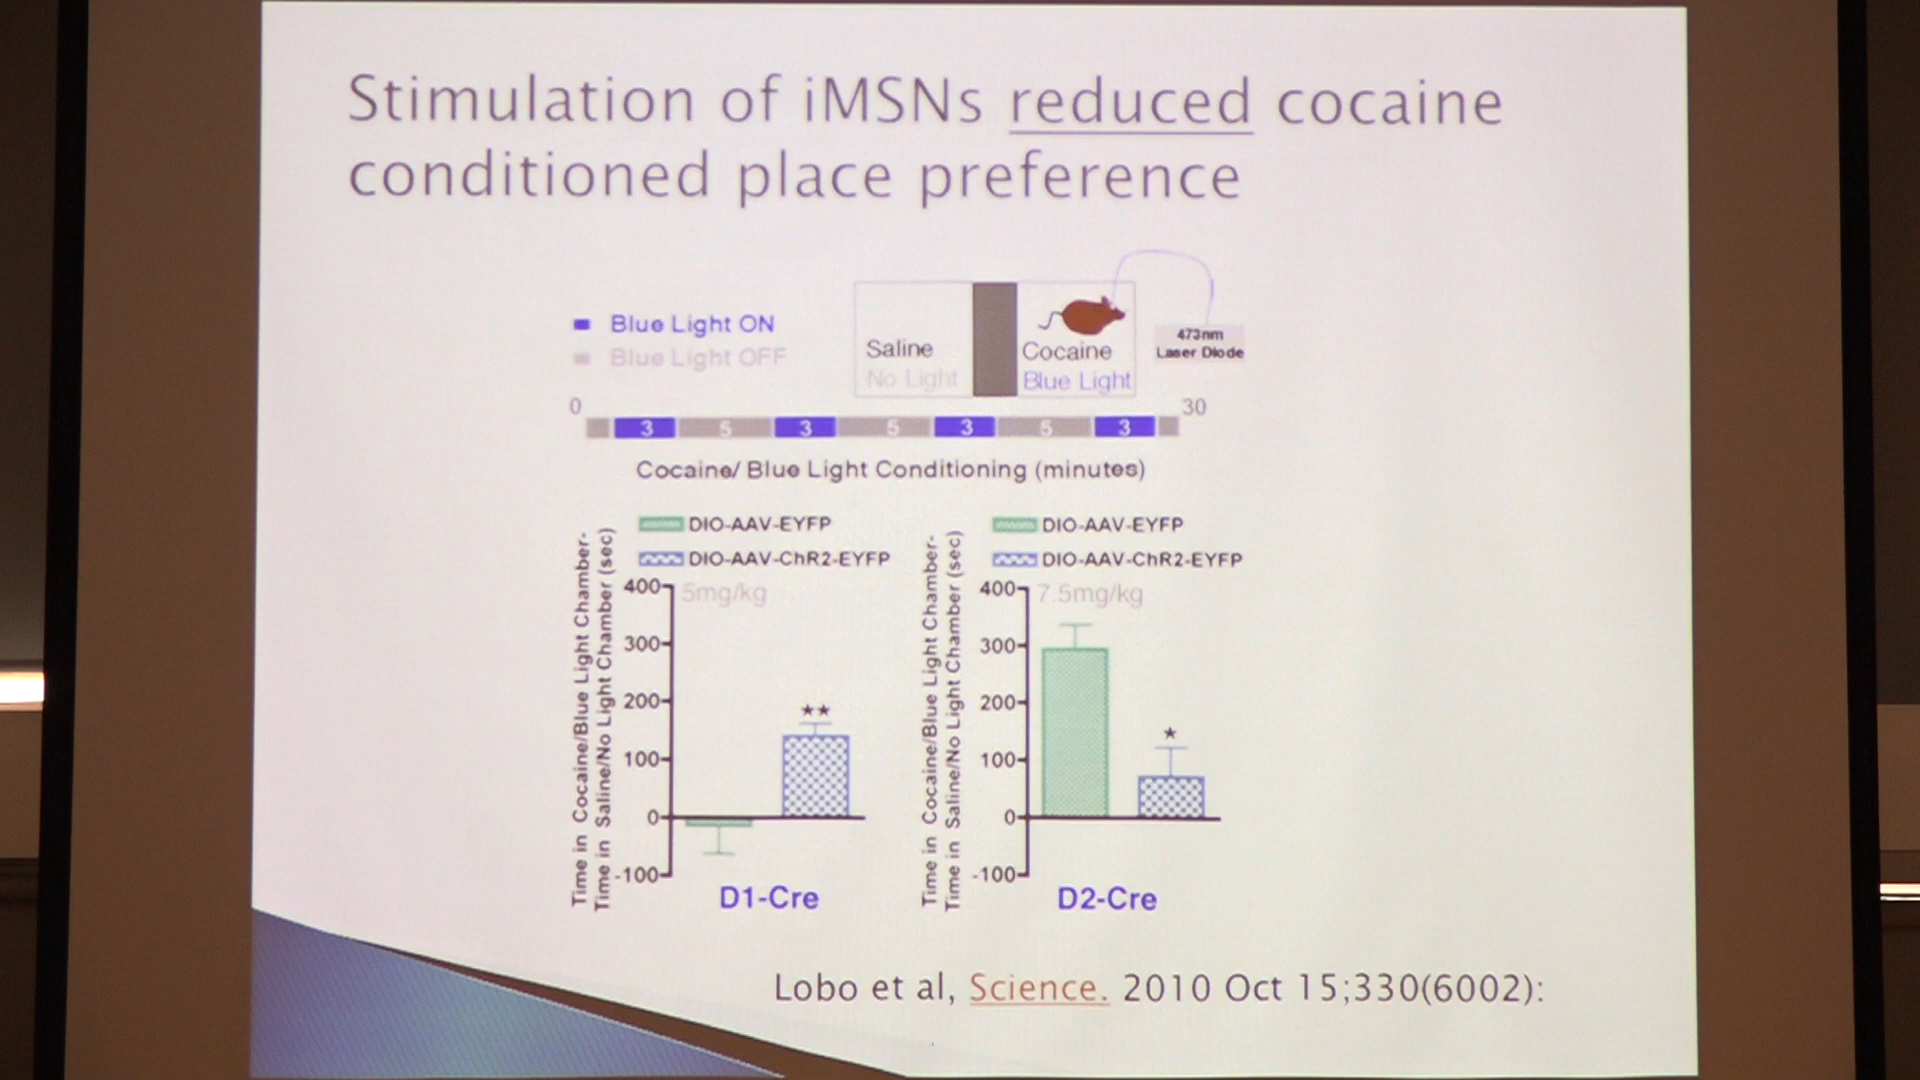 Stimulation of iMSNs reduced cocaine
conditioned place preference
Blue Light ON
Blue Light OFF
Saline
No Light
Cocaine
Blue Light
473nm
Laser Diode
0
30
3 5 3 5 3 5 3
Cocaine/ Blue Light Conditioning (minutes)
DIO-AAV-EYFP
DIO-AAV-ChR2-EYFP
Time in Cocaine/Blue Light Chamber-
Time in Saline/No Light Chamber (sec)
400
300
200
100
0
-100
5mg/kg
★★
D1-Cre
DIO-AAV-EYFP
DIO-AAV-ChR2-EYFP
Time in Cocaine/Blue Light Chamber-
Time in Saline/No Light Chamber (sec)
400
300
200
100
0
-100
7.5mg/kg
★
D2-Cre
Lobo et al, Science. 2010 Oct 15;330(6002):